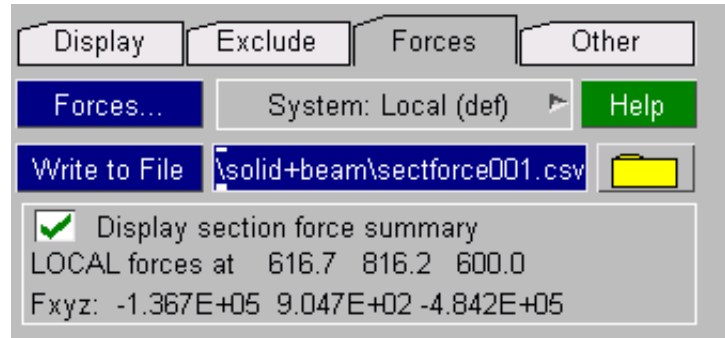 Display Exclude Forces Other
Forces... System: Local (def) Help
Write to File \solid+beam\sectforce001.csv
Display section force summary
LOCAL forces at 616.7 816.2 600.0
Fxyz: -1.367E+05 9.047E+02 -4.842E+05